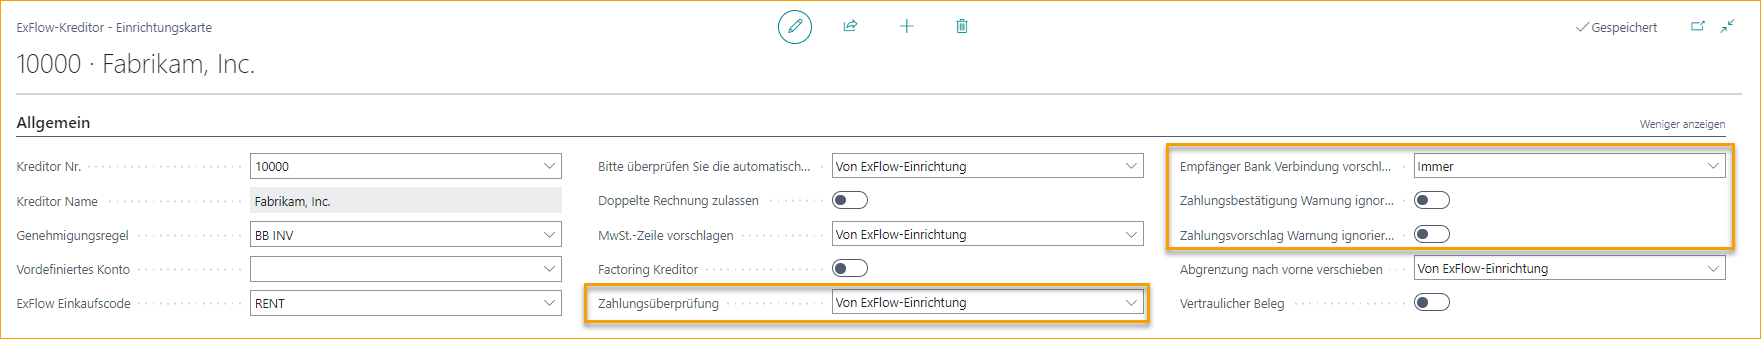 ExFlow-Kreditor - Einrichtungskarte
Gespeichert
10000 · Fabrikam, Inc.
Allgemein
Weniger anzeigen
Kreditor Nr. 10000
Kreditor Name Fabrikam, Inc.
Genehmigungsregel BB INV
Vordefiniertes Konto
ExFlow Einkaufscode RENT
Bitte überprüfen Sie die automatisch... Von ExFlow-Einrichtung
Doppelte Rechnung zulassen
MwSt.-Zeile vorschlagen Von ExFlow-Einrichtung
Factoring Kreditor
Zahlungsüberprüfung Von ExFlow-Einrichtung
Empfänger Bank Verbindung vorschl... Immer
Zahlungsbestätigung Warnung ignor...
Zahlungsvorschlag Warnung ignorier...
Abgrenzung nach vorne verschieben Von ExFlow-Einrichtung
Vertraulicher Beleg